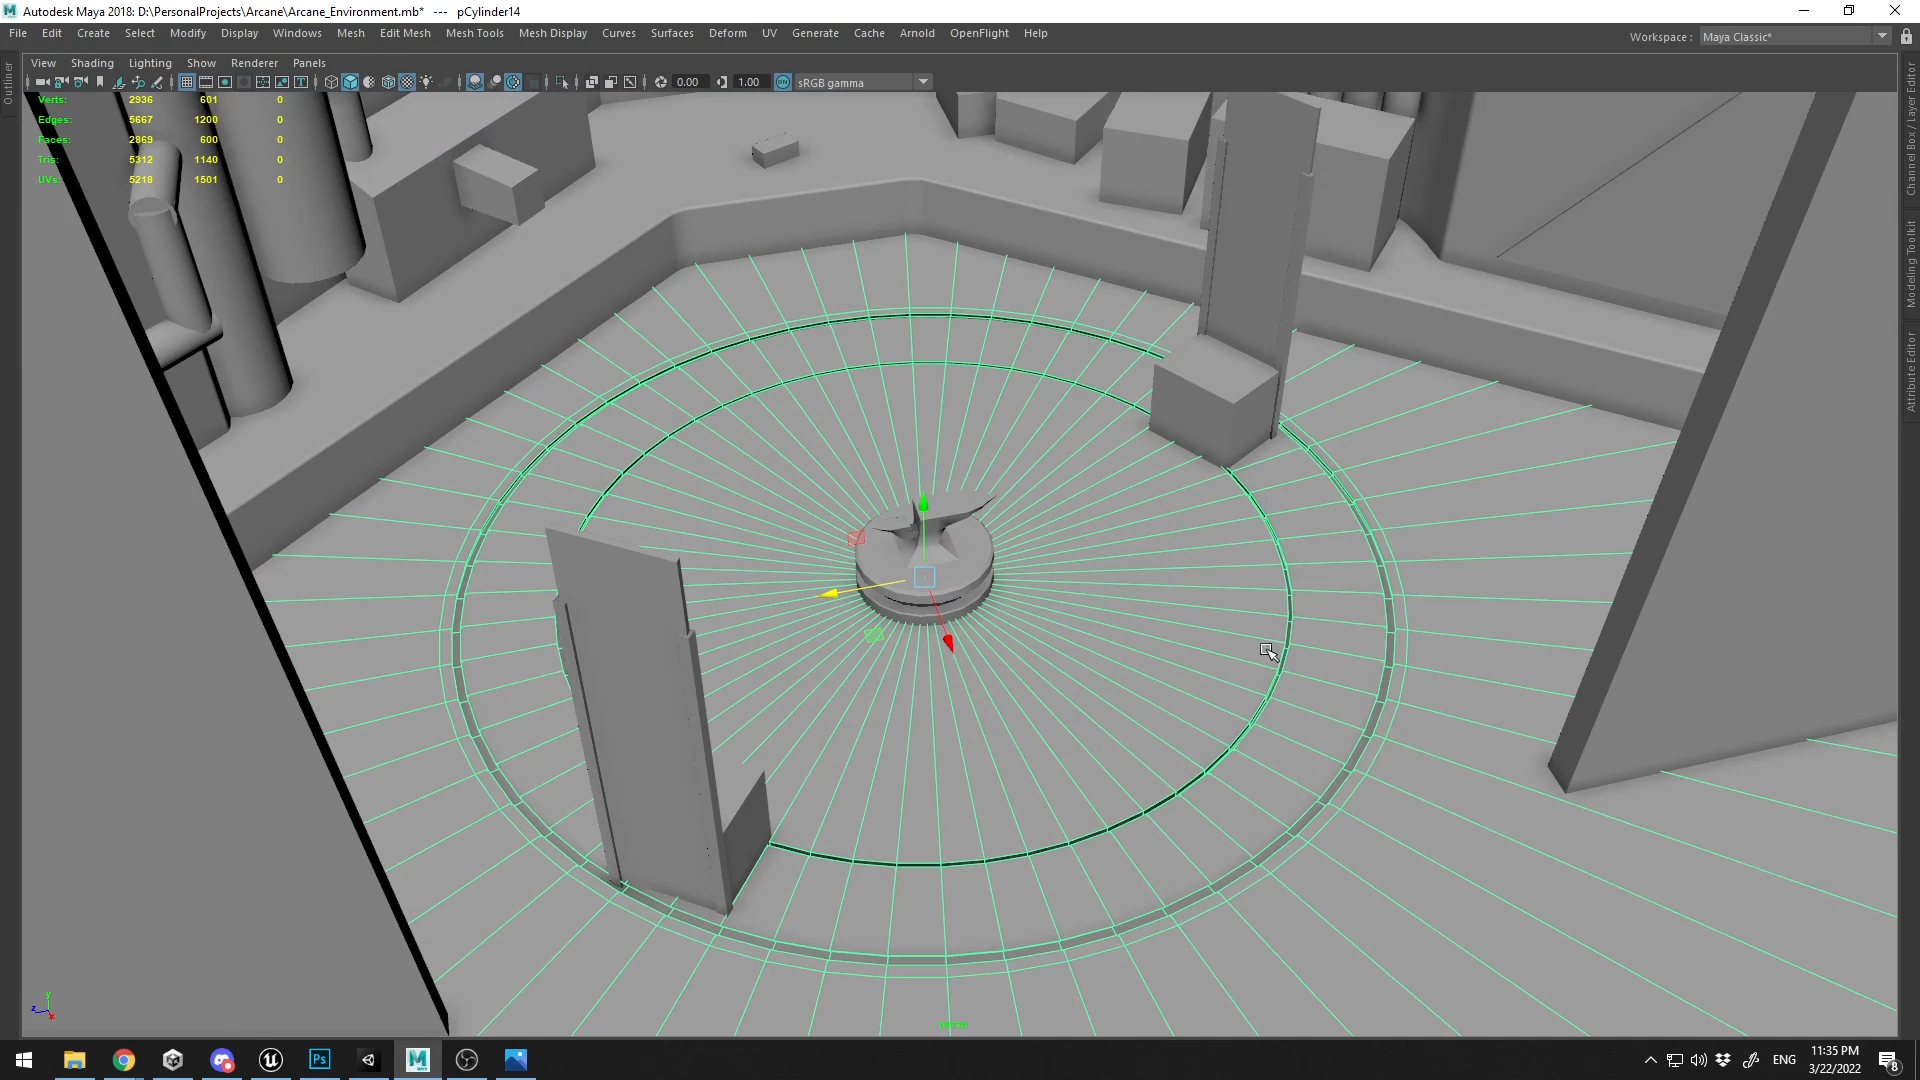 Autodesk Maya 2018: D:\PersonalProjects\Arcane\Arcane_Environment.mb* --- pCylinder14
File Edit Create Select Modify Display Windows Mesh Edit Mesh Mesh Tools Mesh Display Curves Surfaces Deform UV Generate Cache Arnold OpenFlight Help
Workspace : Maya Classic*
View Shading Lighting Show Renderer Panels
0.00 1.00 ON sRGB gamma
Outliner
Channel Box / Layer Editor
Modeling Toolkit
Attribute Editor
Verts: 2936 601 0
Edges: 5667 1200 0
Faces: 2869 600 0
Tris: 5312 1140 0
UVs: 5218 1501 0
y
z
x
persp
Ps
M
ENG
11:35 PM
3/22/2022
8